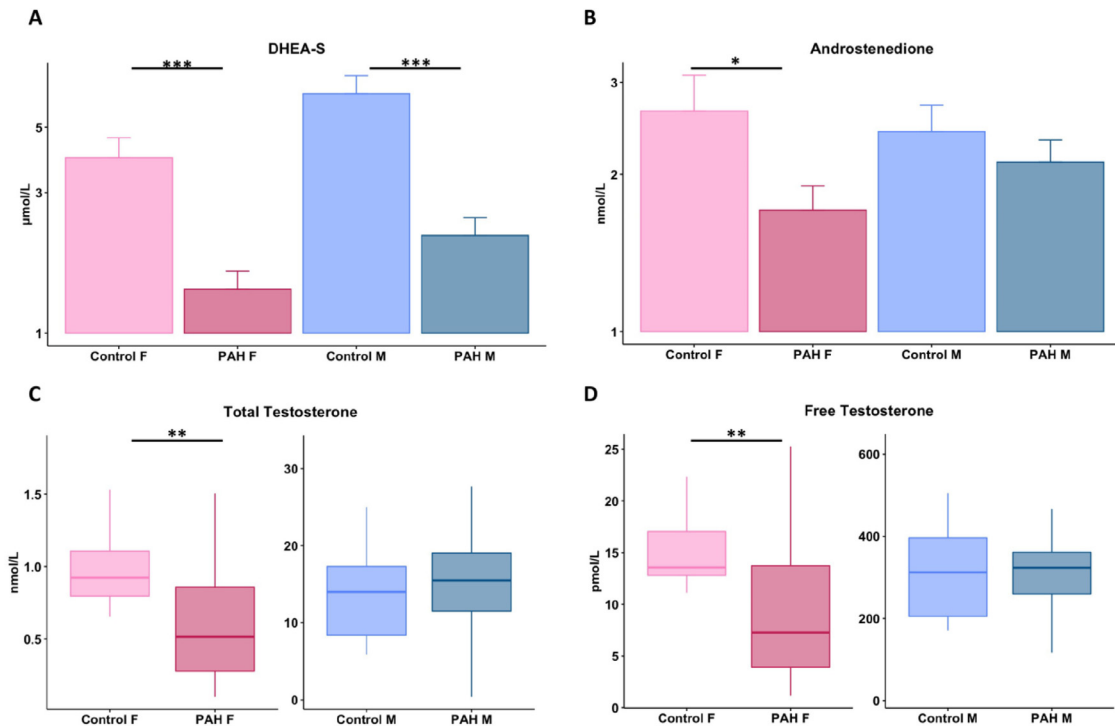 A
DHEA-S
***
***
5
3
1
µmol/L
Control F
PAH F
Control M
PAH M
B
Androstenedione
*
3
2
1
nmol/L
Control F
PAH F
Control M
PAH M
C
Total Testosterone
**
1.5
1.0
0.5
nmol/L
30
20
10
0
Control F
PAH F
Control M
PAH M
D
Free Testosterone
**
25
20
15
10
5
0
pmol/L
600
400
200
0
Control F
PAH F
Control M
PAH M